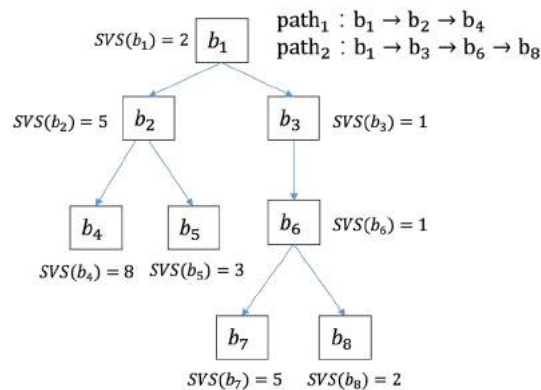 path₁ : b₁ → b₂ → b₄
path₂ : b₁ → b₃ → b₆ → b₈
SVS(b₁) = 2
b₁
SVS(b₂) = 5
b₂
b₃
SVS(b₃) = 1
b₄
b₅
b₆
SVS(b₆) = 1
SVS(b₄) = 8
SVS(b₅) = 3
b₇
b₈
SVS(b₇) = 5
SVS(b₈) = 2